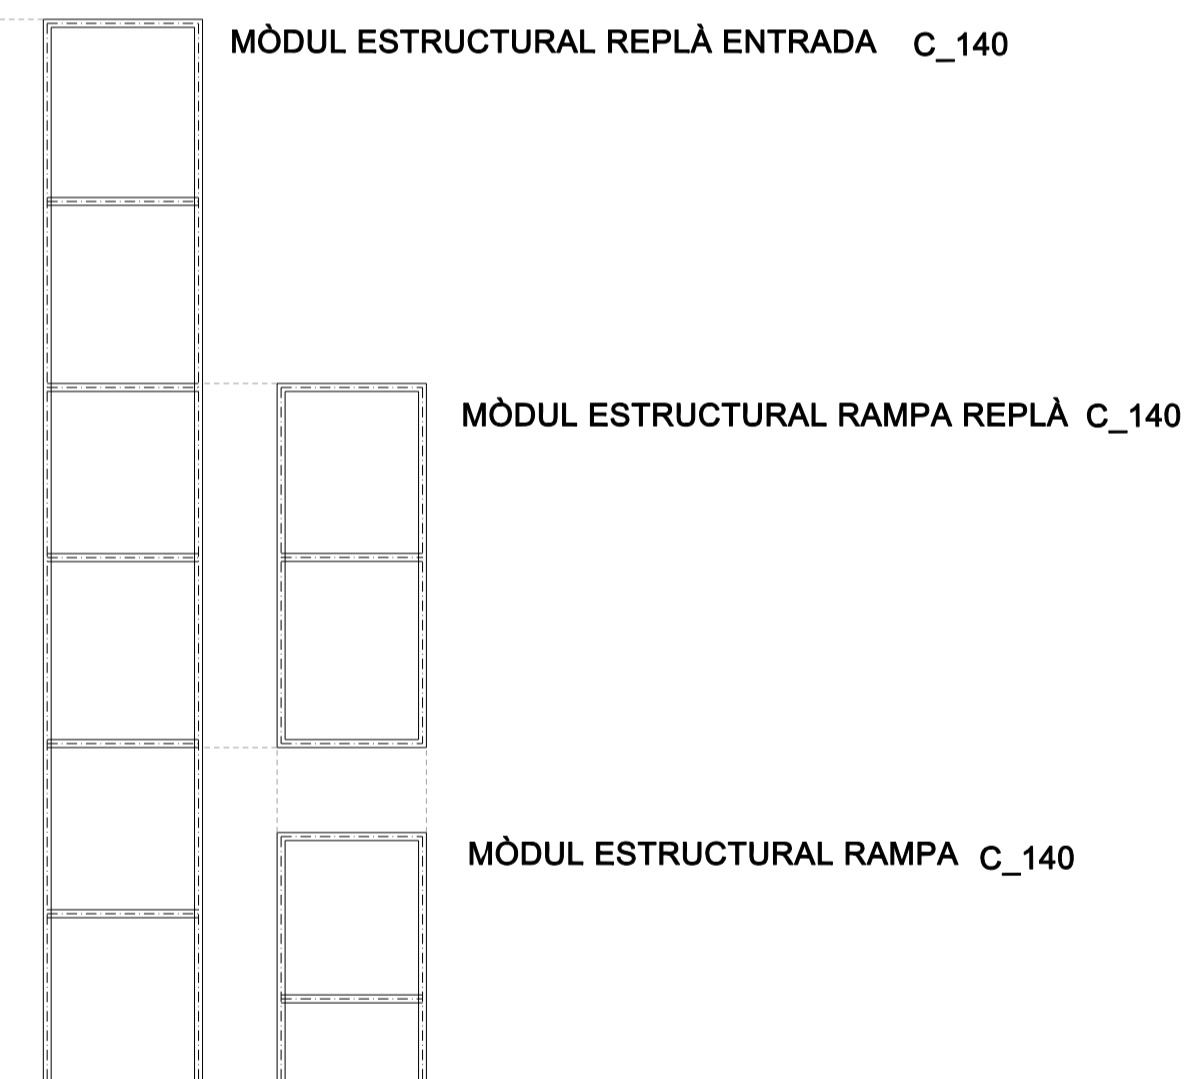 MÒDUL ESTRUCTURAL REPLÀ ENTRADA C_140
MÒDUL ESTRUCTURAL RAMPA REPLÀ C_140
MÒDUL ESTRUCTURAL RAMPA C_140